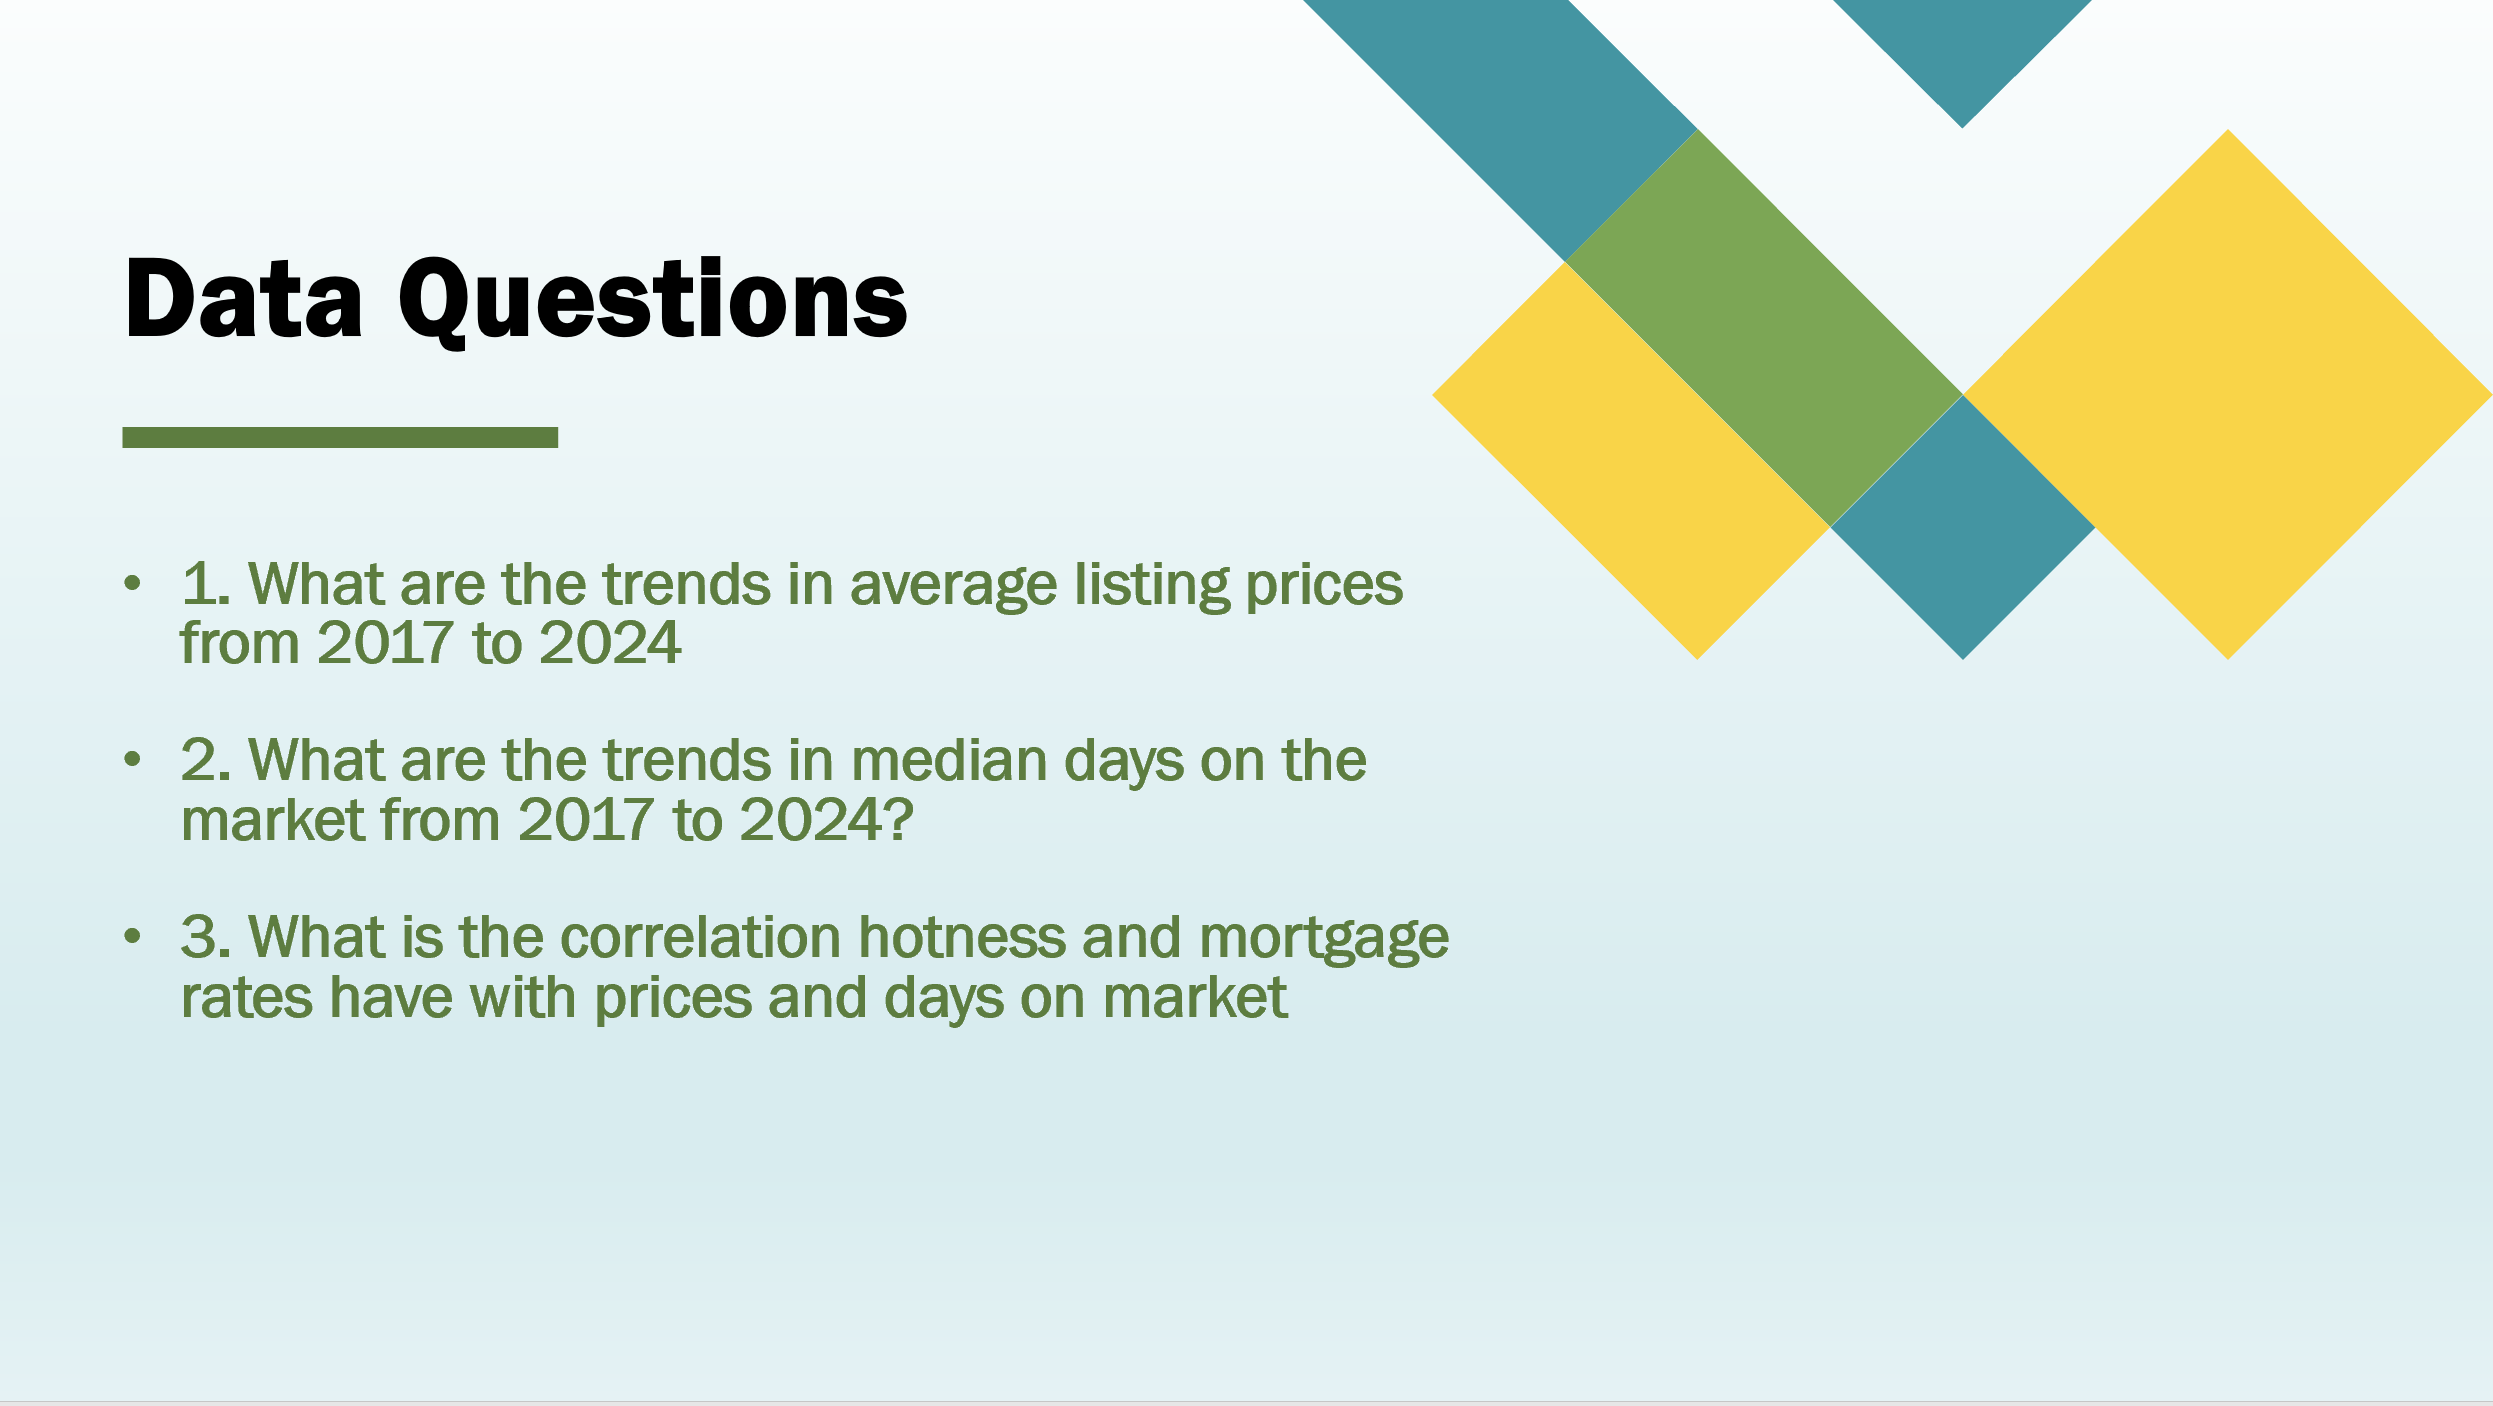 Data Questions
• 1. What are the trends in average listing prices
from 2017 to 2024
• 2. What are the trends in median days on the
market from 2017 to 2024?
• 3. What is the correlation hotness and mortgage
rates have with prices and days on market